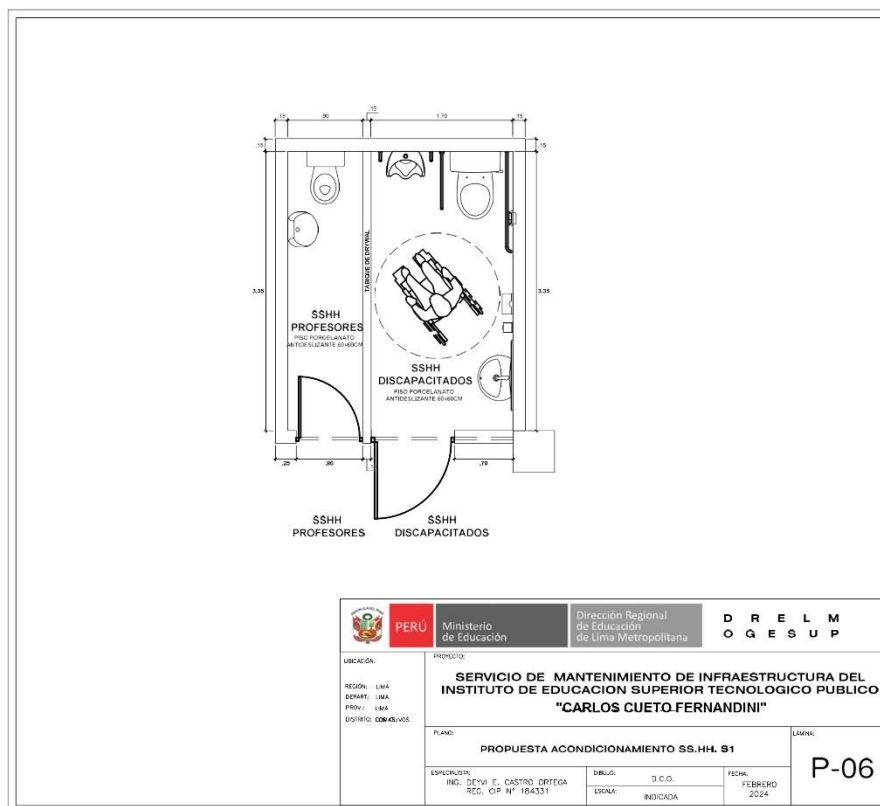 .15
.90
.10
1.70
.15
.15
.15
3.35
3.35
TABIQUE DE DRYWAL
SSHH
PROFESORES
PISO PORCELANATO
ANTIDESLIZANTE 60x60CM
SSHH
DISCAPACITADOS
PISO PORCELANATO
ANTIDESLIZANTE 60x60CM
.25
.80
.70
SSHH
PROFESORES
SSHH
DISCAPACITADOS
PERÚ
Ministerio
de Educación
Dirección Regional
de Educación
de Lima Metropolitana
D R E L M
O G E S U P
UBICACIÓN:
REGIÓN: LIMA
DEPART: LIMA
PROV.: LIMA
DISTRITO:
PROYECTO:
SERVICIO DE MANTENIMIENTO DE INFRAESTRUCTURA DEL
INSTITUTO DE EDUCACION SUPERIOR TECNOLOGICO PUBLICO
"CARLOS CUETO FERNANDINI"
PLANO:
PROPUESTA ACONDICIONAMIENTO SS.HH. S1
LÁMINA:
P-06
ESPECIALISTA:
ING. DEYVI E. CASTRO ORTEGA
REG. CIP N° 184331
DIBUJO:
D.C.O.
ESCALA:
INDICADA
FECHA:
FEBRERO
2024